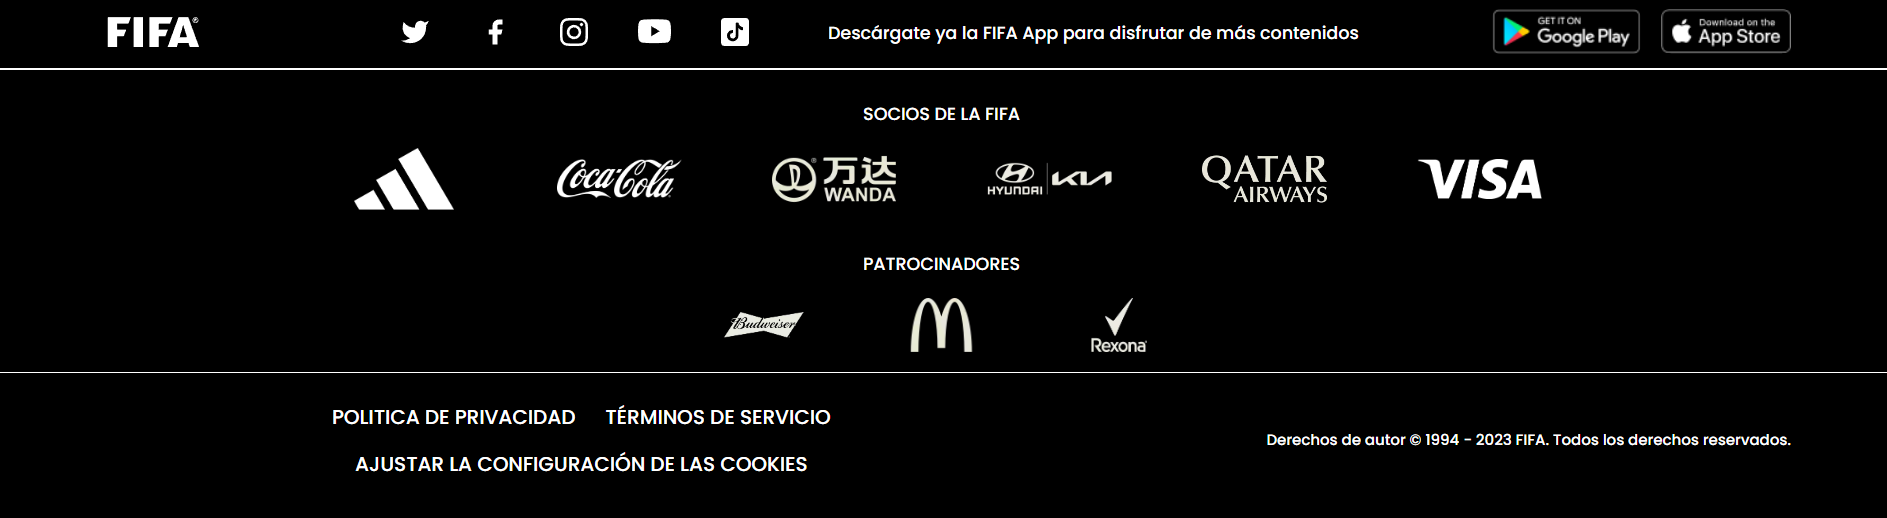 FIFA®
Descárgate ya la FIFA App para disfrutar de más contenidos
GET IT ON
Google Play
Download on the
App Store
SOCIOS DE LA FIFA
Coca-Cola
万达
WANDA
HYUNDAI
KIA
QATAR
AIRWAYS
VISA
PATROCINADORES
Budweiser
Rexona
POLITICA DE PRIVACIDAD TÉRMINOS DE SERVICIO
AJUSTAR LA CONFIGURACIÓN DE LAS COOKIES
Derechos de autor © 1994 - 2023 FIFA. Todos los derechos reservados.